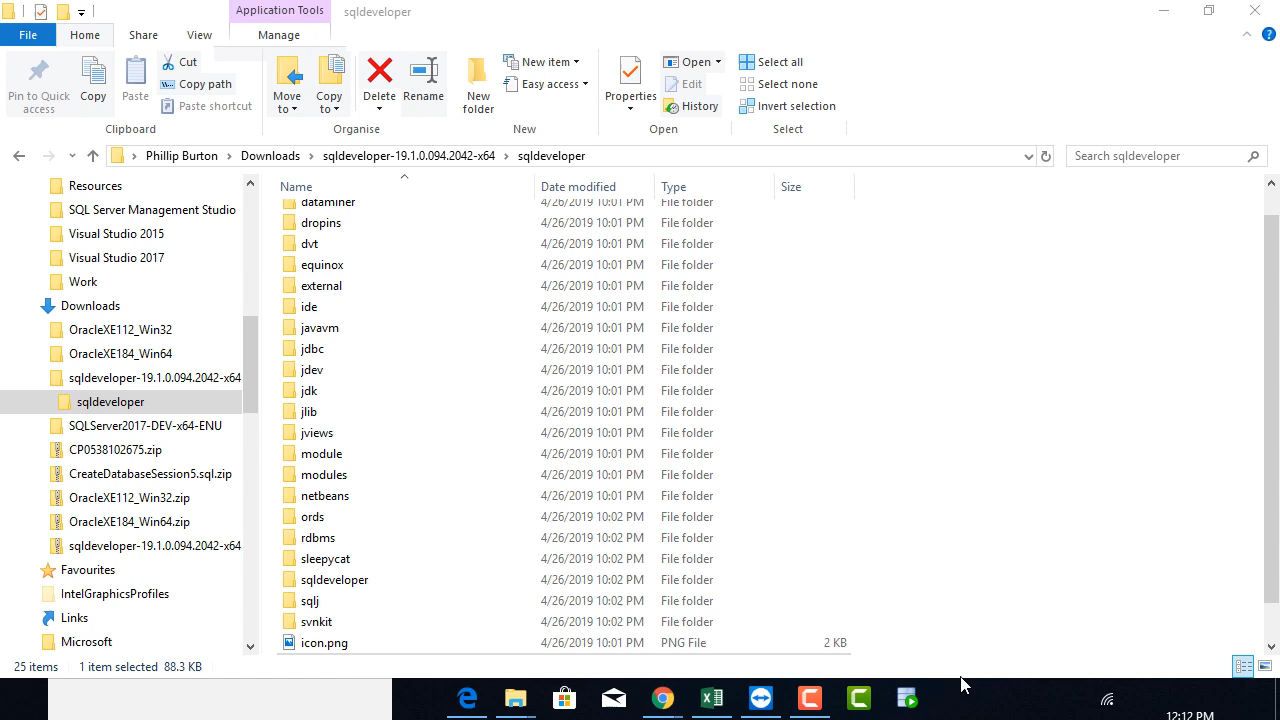 Application Tools
sqldeveloper
File
Home
Share
View
Manage
Pin to Quick access
Copy
Paste
Cut
Copy path
Paste shortcut
Move to
Copy to
Delete
Rename
New folder
New item
Easy access
Properties
Open
Edit
History
Select all
Select none
Invert selection
Clipboard
Organise
New
Open
Select
Phillip Burton
Downloads
sqldeveloper-19.1.0.094.2042-x64
sqldeveloper
Search sqldeveloper
Resources
SQL Server Management Studio
Visual Studio 2015
Visual Studio 2017
Work
Downloads
OracleXE112_Win32
OracleXE184_Win64
sqldeveloper-19.1.0.094.2042-x64
sqldeveloper
SQLServer2017-DEV-x64-ENU
CP0538102675.zip
CreateDatabaseSession5.sql.zip
OracleXE112_Win32.zip
OracleXE184_Win64.zip
sqldeveloper-19.1.0.094.2042-x64
Favourites
IntelGraphicsProfiles
Links
Microsoft
Name Date modified Type Size
dataminer 4/26/2019 10:01 PM File folder
dropins 4/26/2019 10:01 PM File folder
dvt 4/26/2019 10:01 PM File folder
equinox 4/26/2019 10:01 PM File folder
external 4/26/2019 10:01 PM File folder
ide 4/26/2019 10:01 PM File folder
javavm 4/26/2019 10:01 PM File folder
jdbc 4/26/2019 10:01 PM File folder
jdev 4/26/2019 10:01 PM File folder
jdk 4/26/2019 10:01 PM File folder
jlib 4/26/2019 10:01 PM File folder
jviews 4/26/2019 10:01 PM File folder
module 4/26/2019 10:01 PM File folder
modules 4/26/2019 10:01 PM File folder
netbeans 4/26/2019 10:01 PM File folder
ords 4/26/2019 10:02 PM File folder
rdbms 4/26/2019 10:02 PM File folder
sleepycat 4/26/2019 10:02 PM File folder
sqldeveloper 4/26/2019 10:02 PM File folder
sqlj 4/26/2019 10:02 PM File folder
svnkit 4/26/2019 10:02 PM File folder
icon.png 4/26/2019 10:01 PM PNG File 2 KB
25 items 1 item selected 88.3 KB
12:12 PM